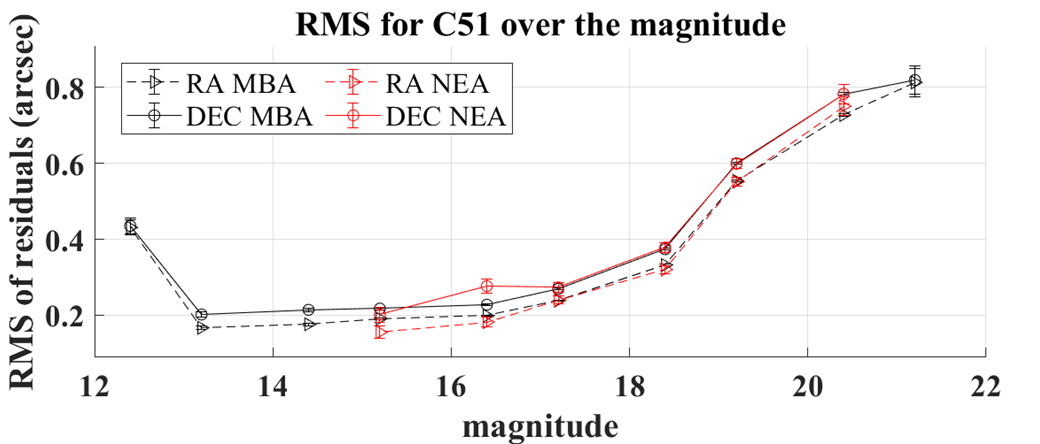 RMS for C51 over the magnitude
RMS of residuals (arcsec)
RA MBA
RA NEA
DEC MBA
DEC NEA
0.8
0.6
0.4
0.2
12
14
16
18
20
22
magnitude